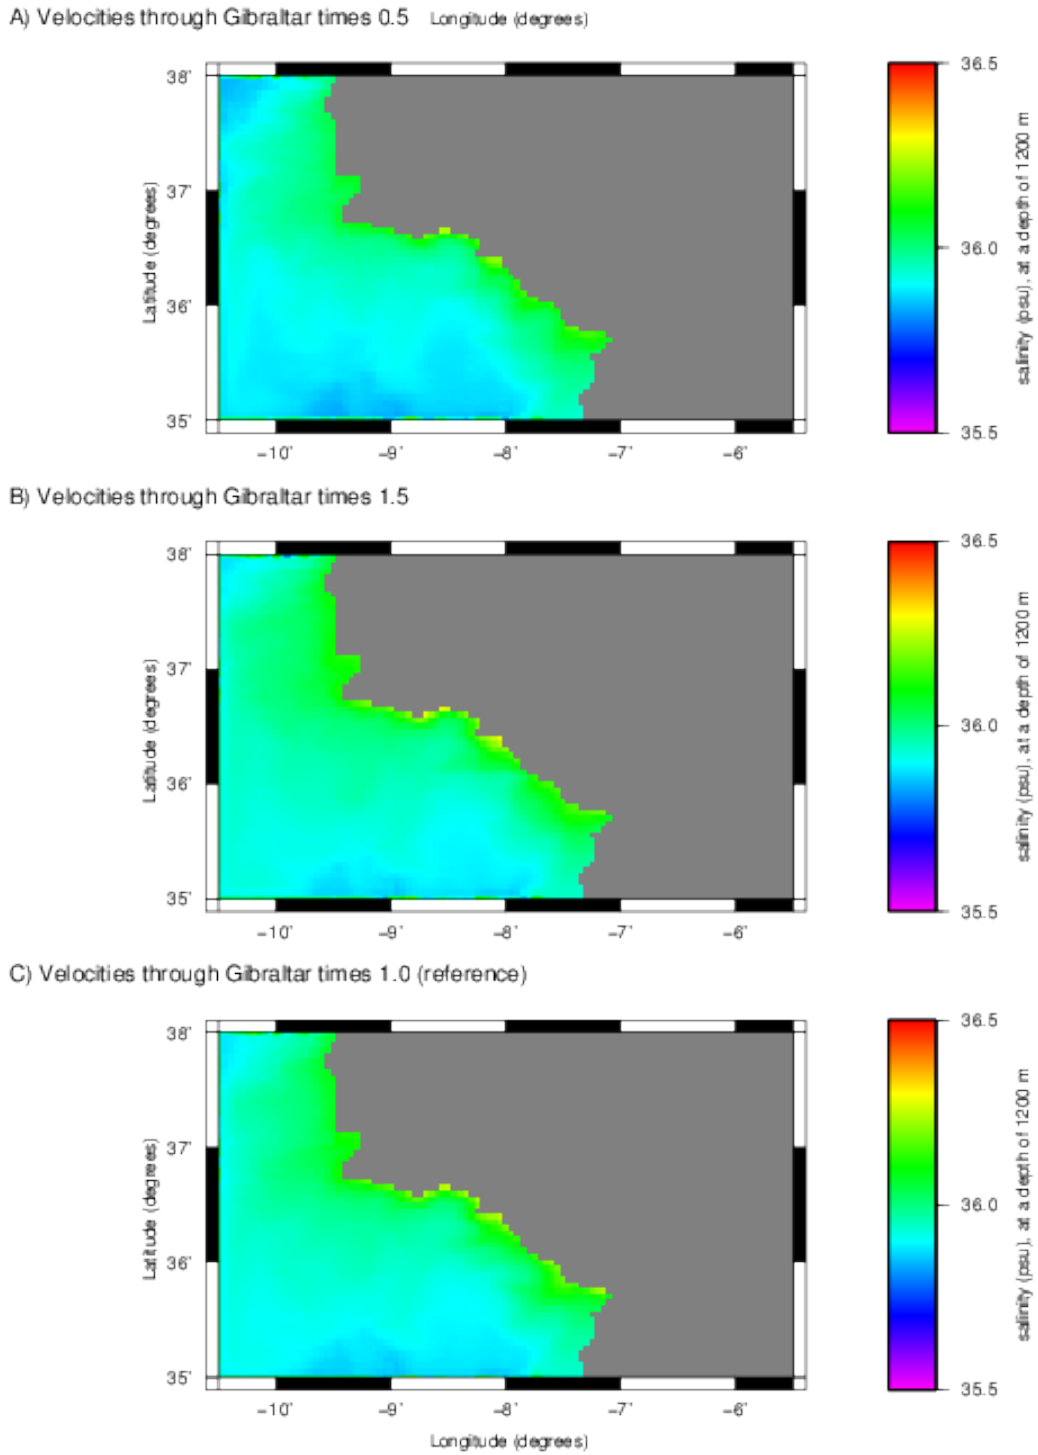 A) Velocities through Gibraltar times 0.5 Longitude (degrees)
38°
37°
36°
35°
Latitude (degrees)
-10° -9° -8° -7° -6°
36.5
36.0
35.5
salinity (psu), at a depth of 1200 m
B) Velocities through Gibraltar times 1.5
38°
37°
36°
35°
Latitude (degrees)
-10° -9° -8° -7° -6°
36.5
36.0
35.5
salinity (psu), at a depth of 1200 m
C) Velocities through Gibraltar times 1.0 (reference)
38°
37°
36°
35°
Latitude (degrees)
-10° -9° -8° -7° -6°
Longitude (degrees)
36.5
36.0
35.5
salinity (psu), at a depth of 1200 m